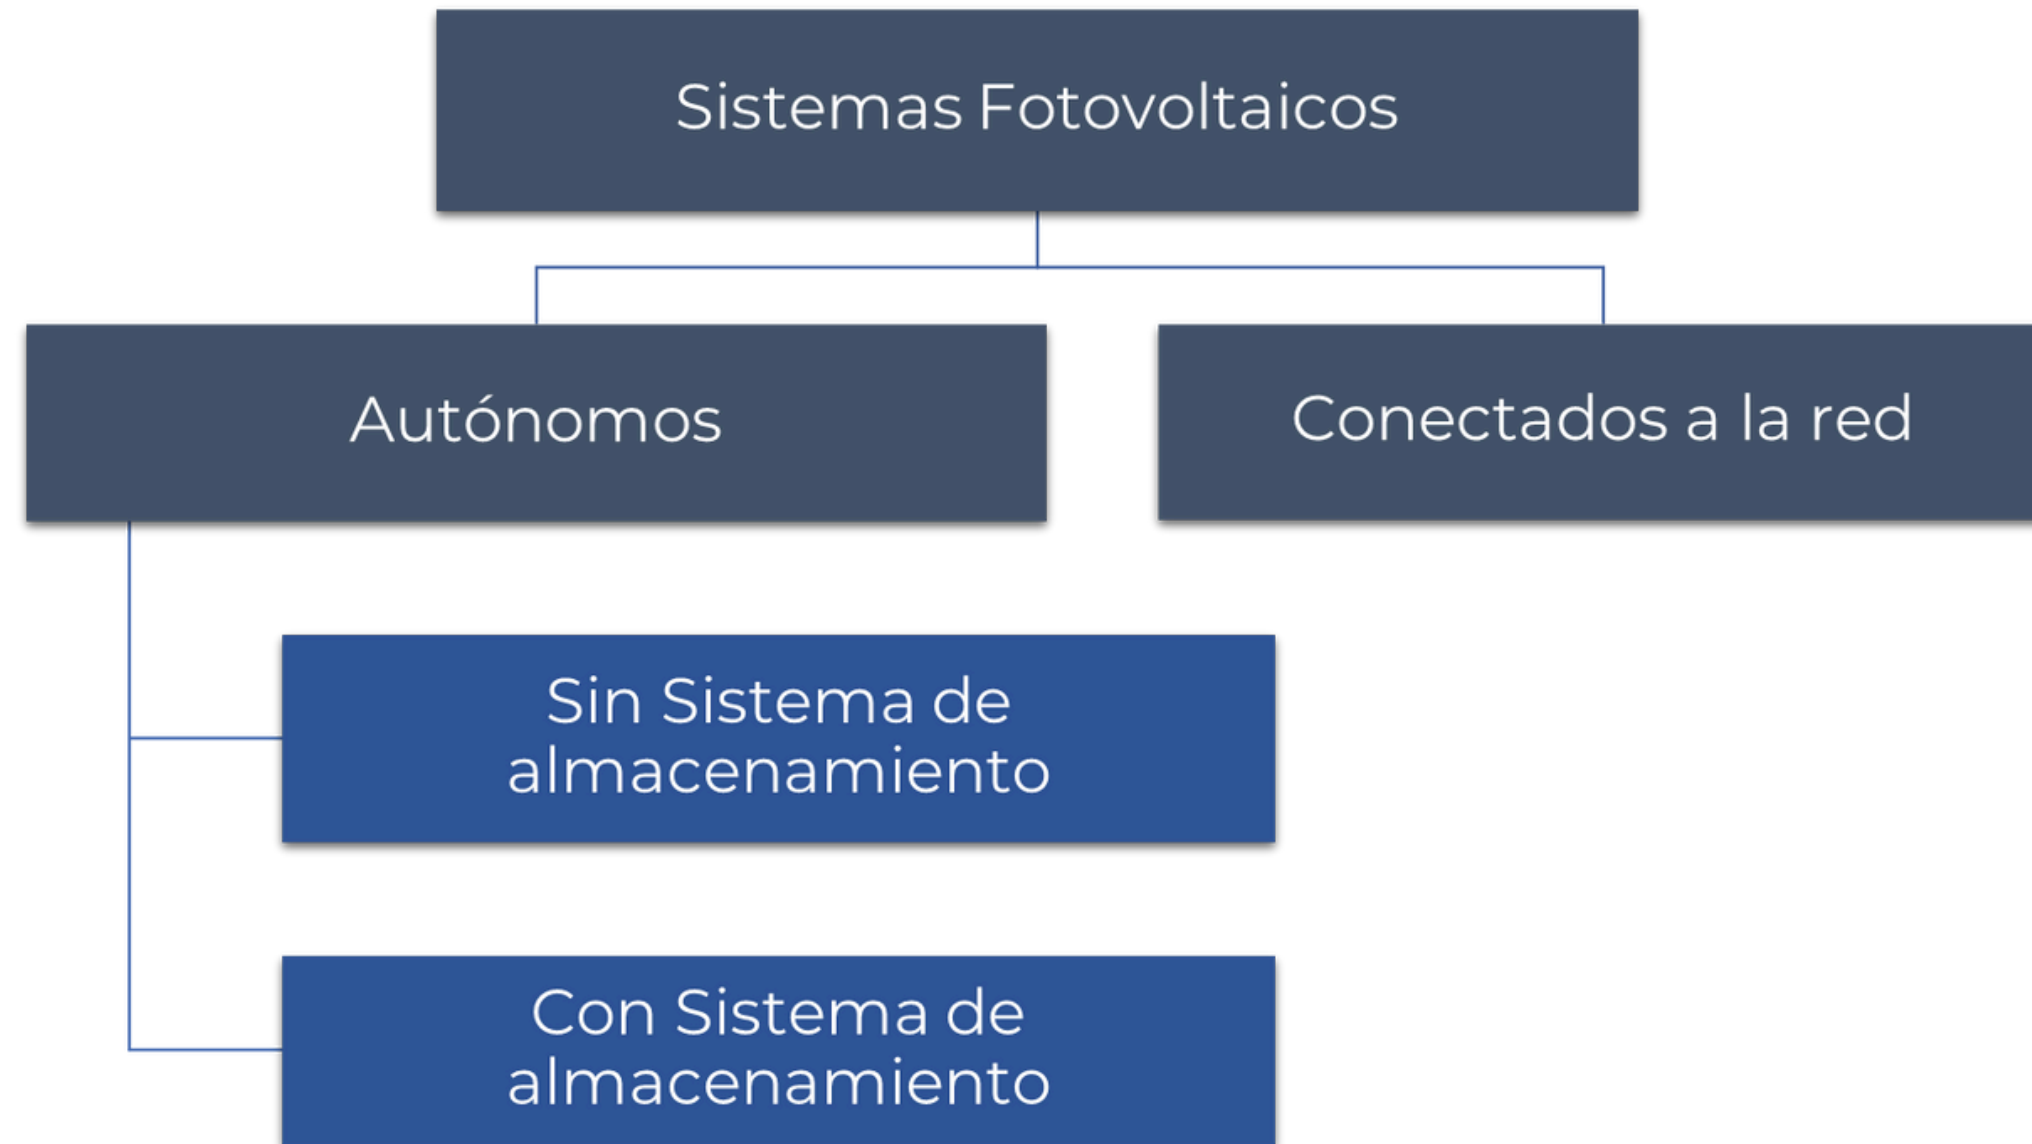 Sistemas Fotovoltaicos
Autónomos
Conectados a la red
Sin Sistema de
almacenamiento
Con Sistema de
almacenamiento